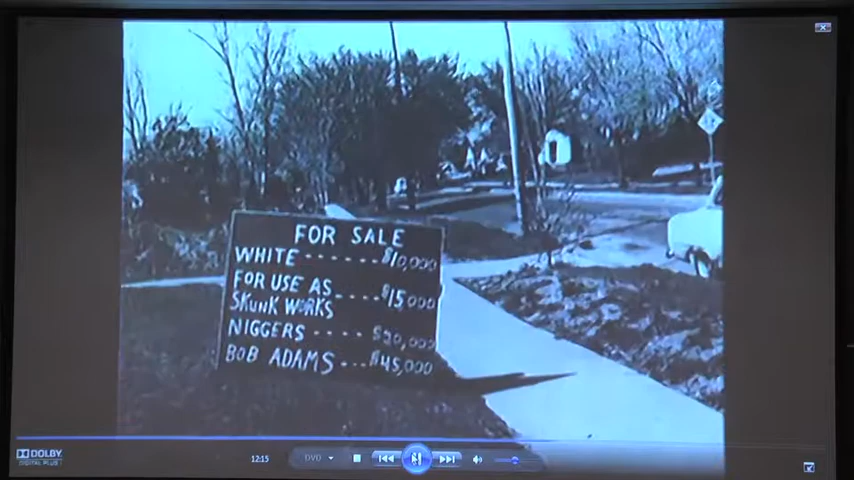 FOR SALE
WHITE ------- $10,000
FOR USE AS
SKUNK WORKS ----- $15,000
NIGGERS ----- $20,000
BOB ADAMS ---- $45,000
DOLBY
DIGITAL PLUS
12:15
DVD